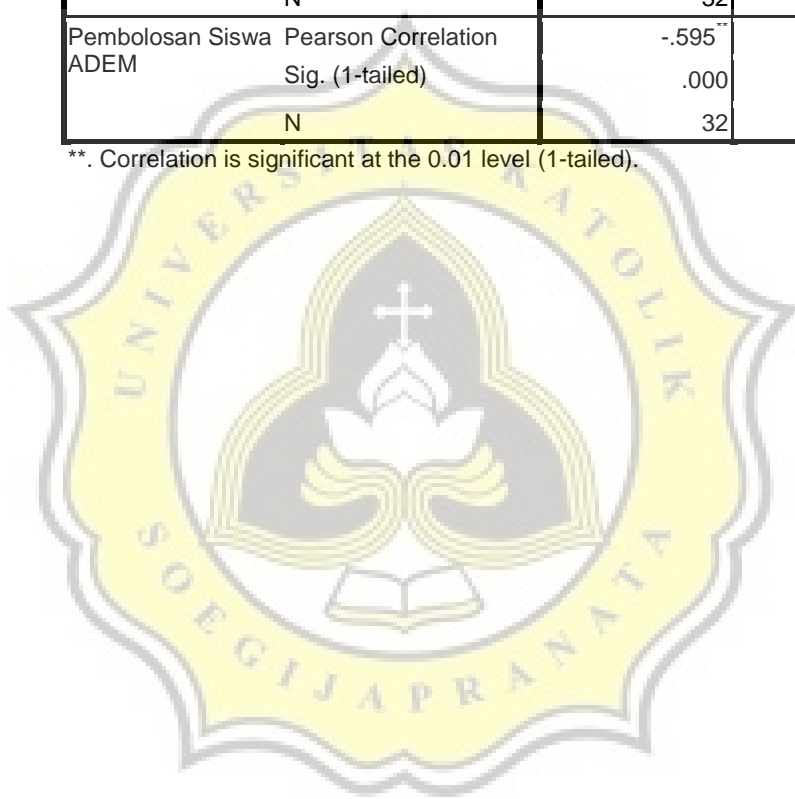 N 32
Pembolosan Siswa ADEM Pearson Correlation -.595**
Sig. (1-tailed) .000
N 32
**. Correlation is significant at the 0.01 level (1-tailed).
UNIVERSITAS KATOLIK
SOEGIJAPRANATA